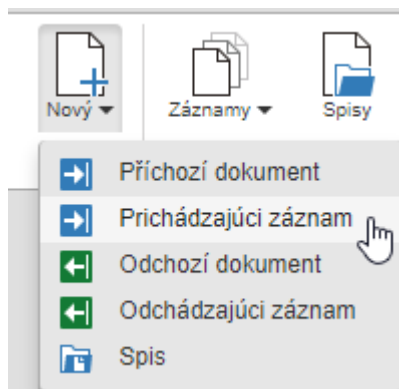 Nový Záznamy Spisy
Příchozí dokument
Prichádzajúci záznam
Odchozí dokument
Odchádzajúci záznam
Spis